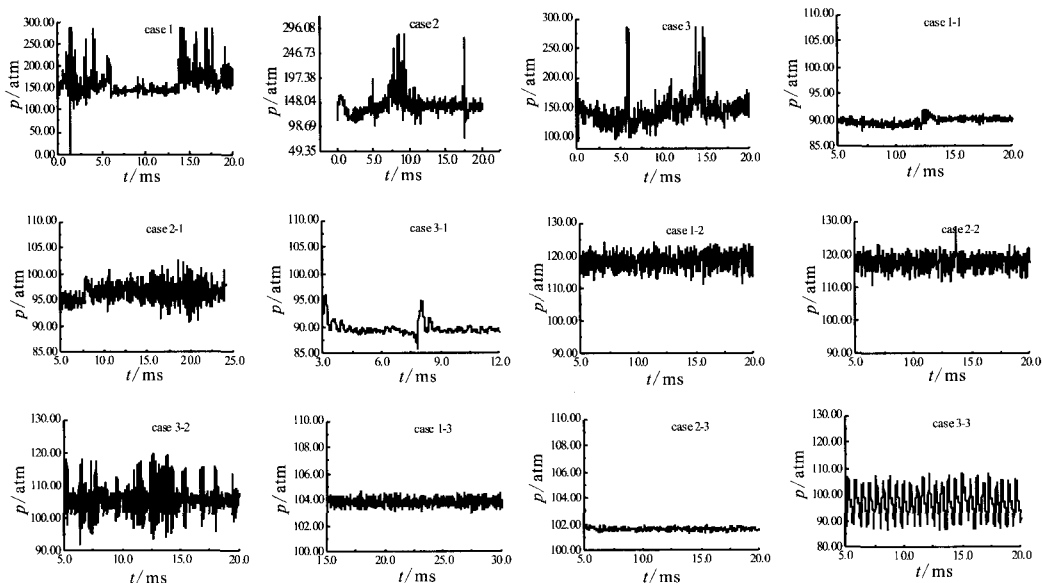 case 1
300.00
250.00
200.00
150.00
100.00
50.00
0.00
p/atm
0.0 5.0 10.0 15.0 20.0
t/ms
case 2
296.08
246.73
197.38
148.04
98.69
49.35
p/atm
0.0 5.0 10.0 15.0 20.0 25.0
t/ms
case 3
300.00
250.00
200.00
150.00
100.00
p/atm
0.0 5.0 10.0 15.0 20.0
t/ms
case 1-1
110.00
105.00
100.00
95.00
90.00
85.00
p/atm
5.0 10.0 15.0 20.0
t/ms
case 2-1
110.00
105.00
100.00
95.00
90.00
85.00
p/atm
5.0 10.0 15.0 20.0 25.0
t/ms
case 3-1
110.00
105.00
100.00
95.00
90.00
85.00
p/atm
3.0 6.0 9.0 12.0
t/ms
case 1-2
130.00
120.00
110.00
100.00
90.00
p/atm
5.0 10.0 15.0 20.0
t/ms
case 2-2
130.00
120.00
110.00
100.00
90.00
p/atm
5.0 10.0 15.0 20.0
t/ms
case 3-2
130.00
120.00
110.00
100.00
90.00
p/atm
5.0 10.0 15.0 20.0
t/ms
case 1-3
110.00
108.00
106.00
104.00
102.00
100.00
p/atm
15.0 20.0 25.0 30.0
t/ms
case 2-3
110.00
108.00
106.00
104.00
102.00
100.00
p/atm
5.0 10.0 15.0 20.0
t/ms
case 3-3
130.00
120.00
110.00
100.00
90.00
80.00
p/atm
5.0 10.0 15.0 20.0
t/ms